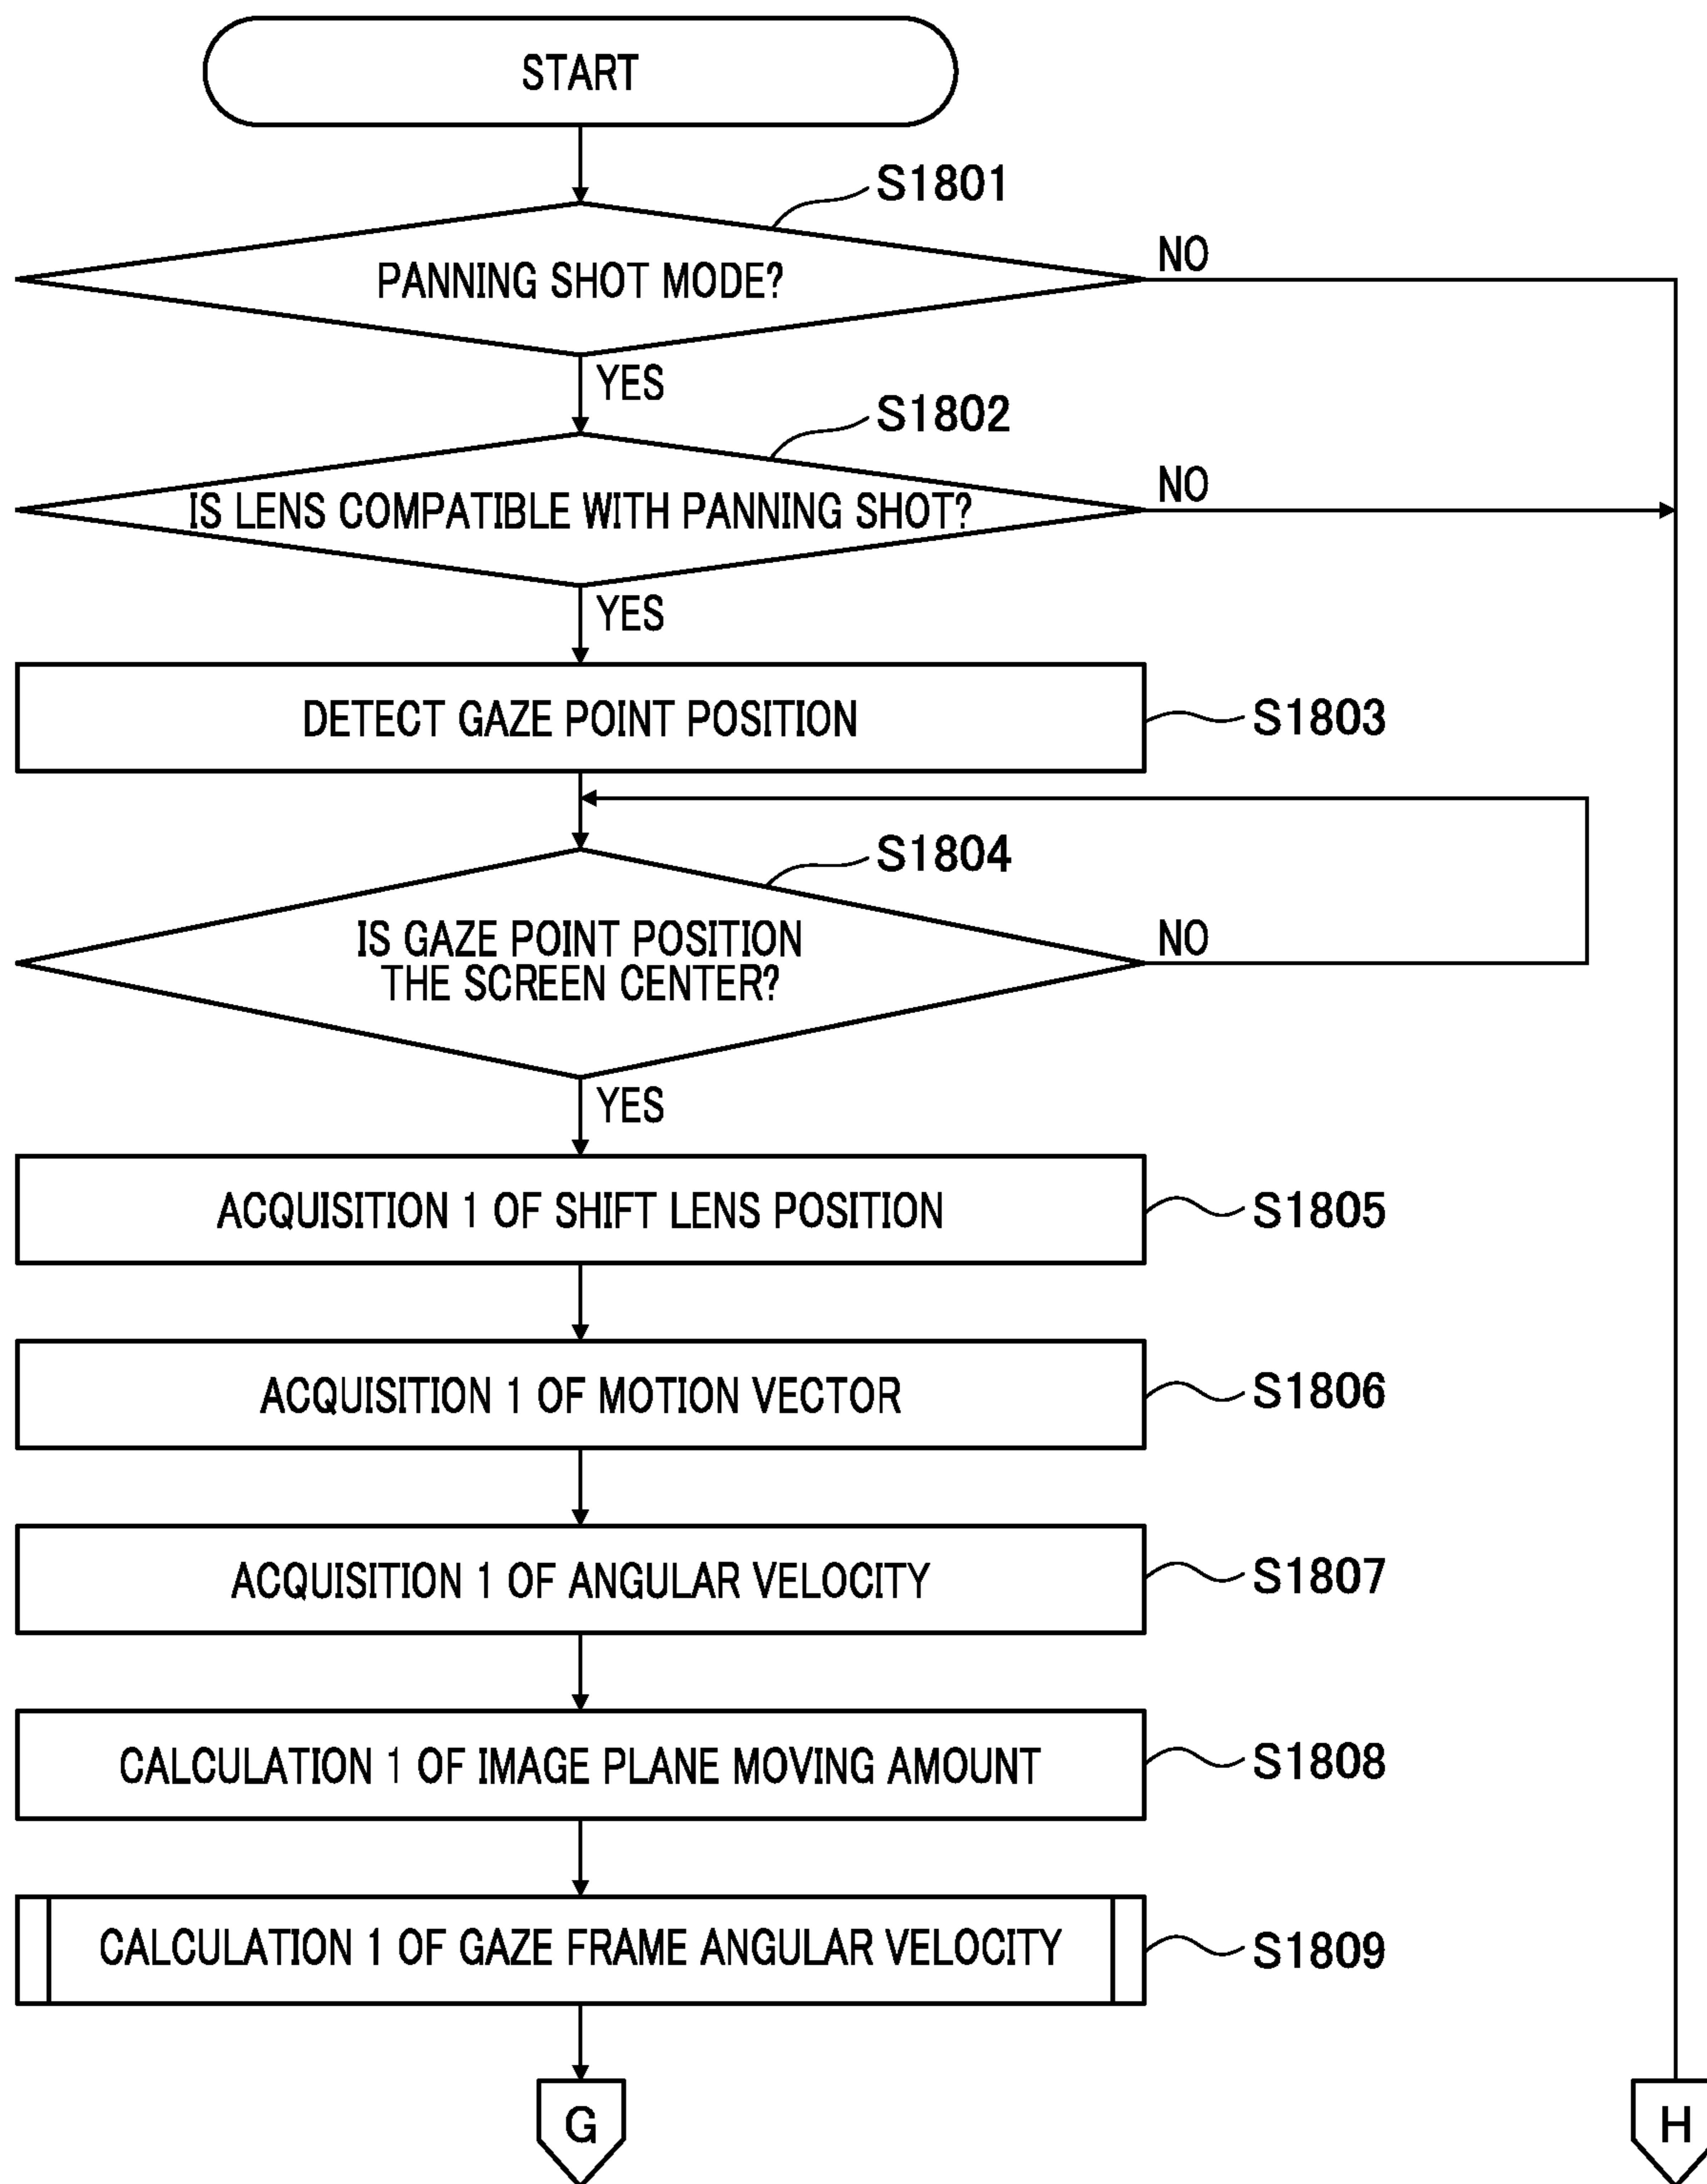 START
S1801
PANNING SHOT MODE?
NO
YES
S1802
IS LENS COMPATIBLE WITH PANNING SHOT?
NO
YES
DETECT GAZE POINT POSITION
S1803
S1804
IS GAZE POINT POSITION
THE SCREEN CENTER?
NO
YES
ACQUISITION 1 OF SHIFT LENS POSITION
S1805
ACQUISITION 1 OF MOTION VECTOR
S1806
ACQUISITION 1 OF ANGULAR VELOCITY
S1807
CALCULATION 1 OF IMAGE PLANE MOVING AMOUNT
S1808
CALCULATION 1 OF GAZE FRAME ANGULAR VELOCITY
S1809
G
H